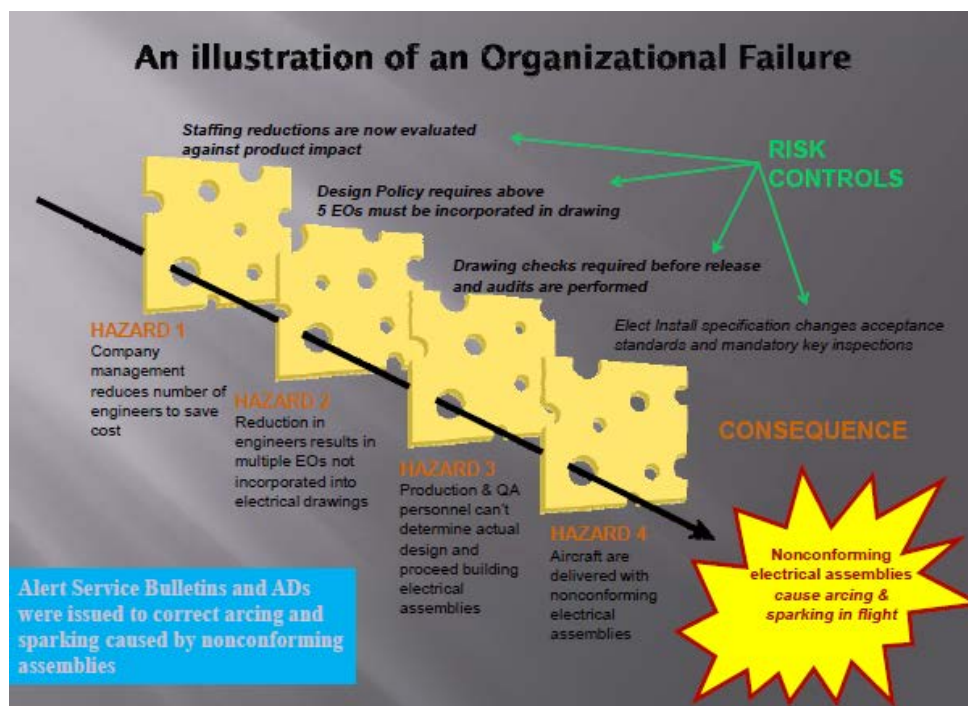 An illustration of an Organizational Failure
Staffing reductions are now evaluated
against product impact
RISK
CONTROLS
Design Policy requires above
5 EOs must be incorporated in drawing
Drawing checks required before release
and audits are performed
Elect Install specification changes acceptance
standards and mandatory key inspections
HAZARD 1
Company
management
reduces number of
engineers to save
cost
HAZARD 2
Reduction in
engineers results in
multiple EOs not
incorporated into
electrical drawings
HAZARD 3
Production & QA
personnel can't
determine actual
design and
proceed building
electrical
assemblies
HAZARD 4
Aircraft are
delivered with
nonconforming
electrical
assemblies
CONSEQUENCE
Nonconforming
electrical assemblies
cause arcing &
sparking in flight
Alert Service Bulletins and ADs
were issued to correct arcing and
sparking caused by nonconforming
assemblies